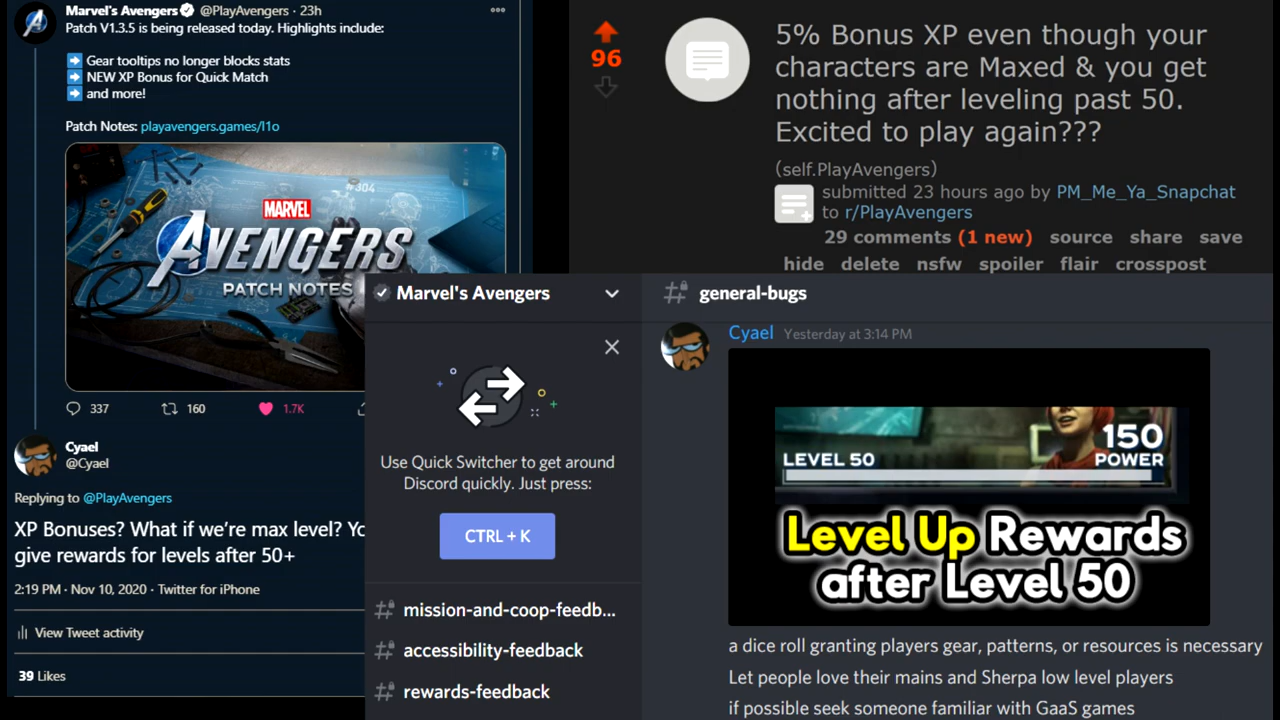 Marvel's Avengers @PlayAvengers · 23h
Patch V1.3.5 is being released today. Highlights include:
➡ Gear tooltips no longer blocks stats
➡ NEW XP Bonus for Quick Match
➡ and more!
Patch Notes: playavengers.games/l1o
#304
MARVEL
AVENGERS
PATCH NOTES
337 160 1.7K
Cyael
@Cyael
Replying to @PlayAvengers
XP Bonuses? What if we're max level?
give rewards for levels after 50+
2:19 PM · Nov 10, 2020 · Twitter for iPhone
View Tweet activity
39 Likes
96
5% Bonus XP even though your
characters are Maxed & you get
nothing after leveling past 50.
Excited to play again???
(self.PlayAvengers)
submitted 23 hours ago by PM_Me_Ya_Snapchat
to r/PlayAvengers
29 comments (1 new) source share save
hide delete nsfw spoiler flair crosspost
Marvel's Avengers
Use Quick Switcher to get around
Discord quickly. Just press:
CTRL + K
mission-and-coop-feedb...
accessibility-feedback
rewards-feedback
general-bugs
Cyael Yesterday at 3:14 PM
150
LEVEL 50 POWER
Level Up Rewards
after Level 50
a dice roll granting players gear, patterns, or resources is necessary
Let people love their mains and Sherpa low level players
if possible seek someone familiar with GaaS games